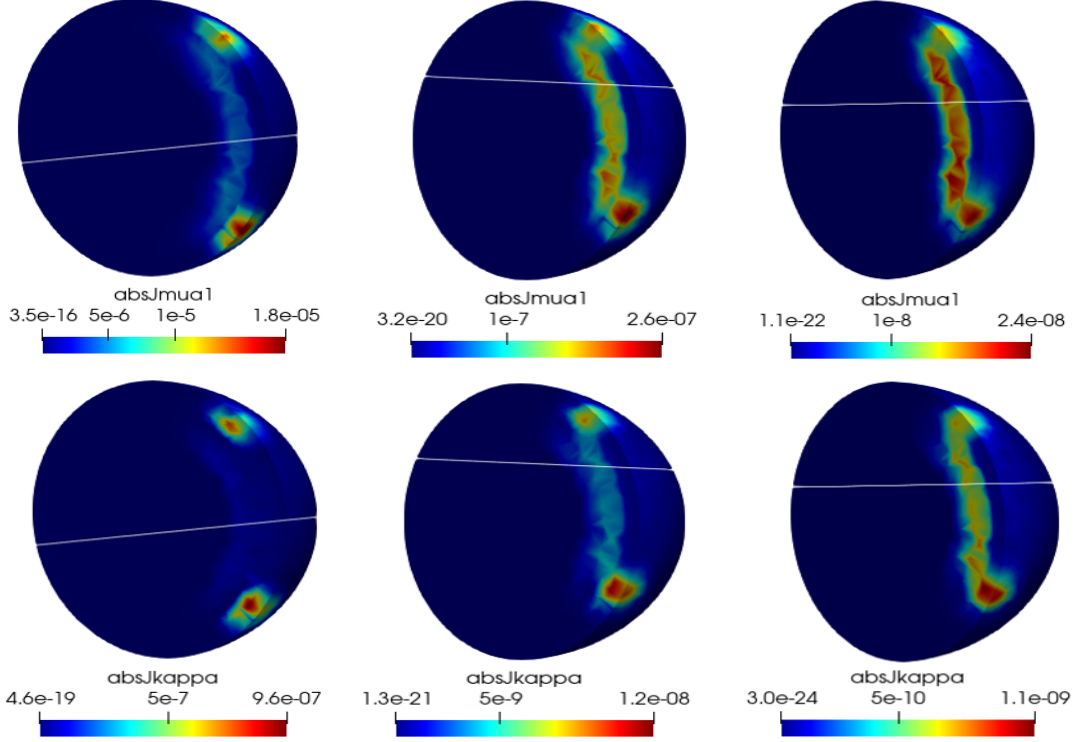 absJmua1
3.5e-16 5e-6 1e-5 1.8e-05
absJmua1
3.2e-20 1e-7 2.6e-07
absJmua1
1.1e-22 1e-8 2.4e-08
absJkappa
4.6e-19 5e-7 9.6e-07
absJkappa
1.3e-21 5e-9 1.2e-08
absJkappa
3.0e-24 5e-10 1.1e-09